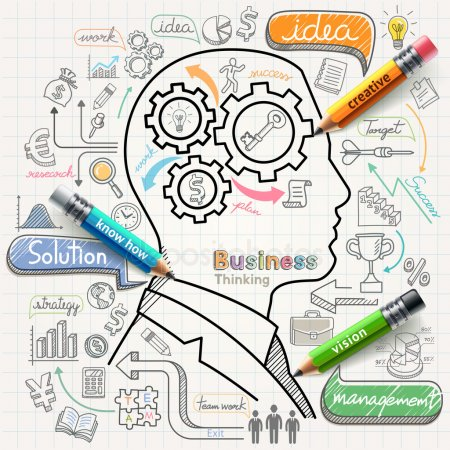 idea
work
idea
creative
success
Target
work
research
plan
Success
know how
Solution
Business
Thinking
strategy
vision
management
TEAM
Team work
Exit